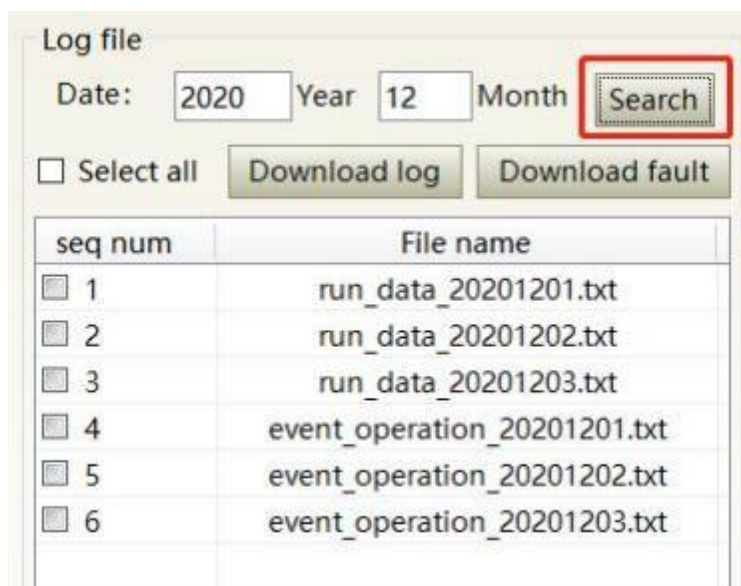 Log file
Date: 2020 Year 12 Month Search
Select all Download log Download fault
seq num File name
1 run_data_20201201.txt
2 run_data_20201202.txt
3 run_data_20201203.txt
4 event_operation_20201201.txt
5 event_operation_20201202.txt
6 event_operation_20201203.txt